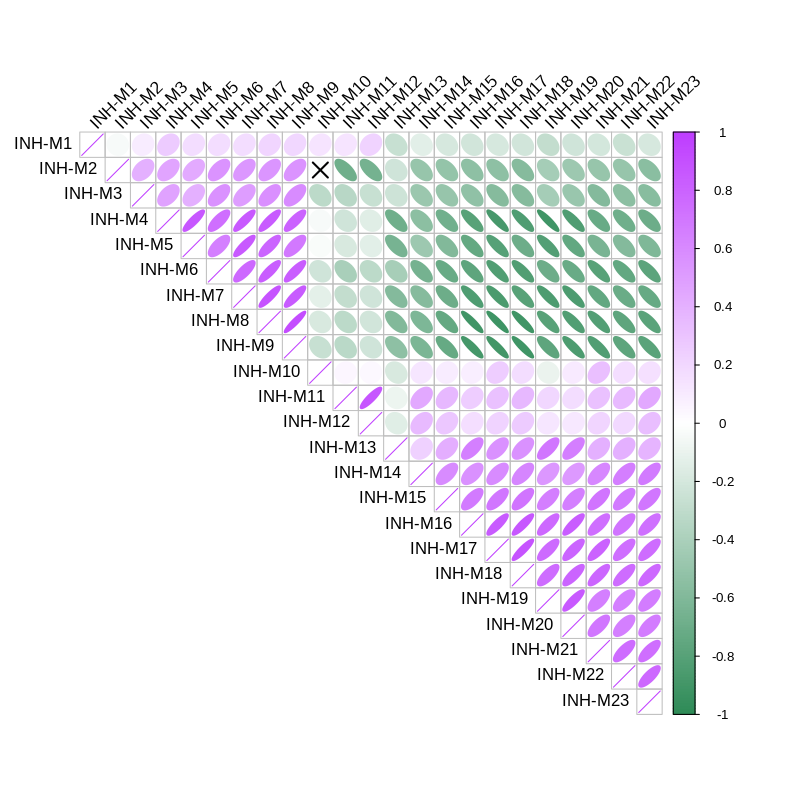 INH-M1
INH-M2
INH-M3
INH-M4
INH-M5
INH-M6
INH-M7
INH-M8
INH-M9
INH-M10
INH-M11
INH-M12
INH-M13
INH-M14
INH-M15
INH-M16
INH-M17
INH-M18
INH-M19
INH-M20
INH-M21
INH-M22
INH-M23
INH-M1
INH-M2
INH-M3
INH-M4
INH-M5
INH-M6
INH-M7
INH-M8
INH-M9
INH-M10
INH-M11
INH-M12
INH-M13
INH-M14
INH-M15
INH-M16
INH-M17
INH-M18
INH-M19
INH-M20
INH-M21
INH-M22
INH-M23
1
0.8
0.6
0.4
0.2
0
-0.2
-0.4
-0.6
-0.8
-1